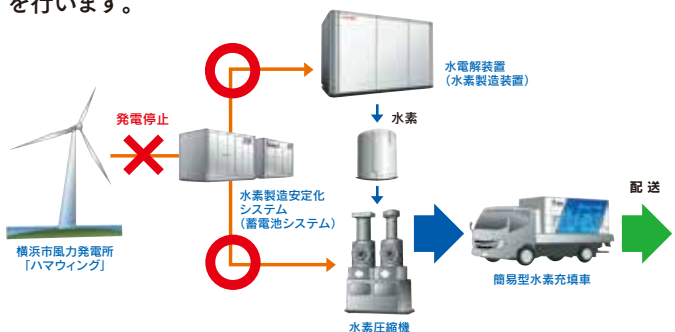 を行います。
水電解装置
(水素製造装置)
発電停止
水素
水素製造安定化
システム
(蓄電池システム)
配送
横浜市風力発電所
「ハマウィング」
簡易型水素充填車
水素圧縮機